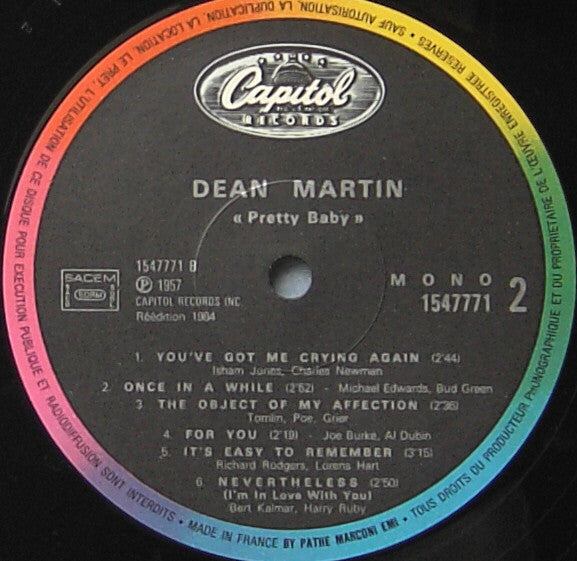 Capitol
RECORDS
DEAN MARTIN
« Pretty Baby »
1547771 B
℗ 1957
CAPITOL RECORDS INC.
Réédition 1984
SACEM
SDRM
MONO
1547771
2
1. YOU'VE GOT ME CRYING AGAIN (2'44)
Isham Jones, Charles Newman
2. ONCE IN A WHILE (2'52) - Michael Edwards, Bud Green
3. THE OBJECT OF MY AFFECTION (2'36)
Tomlin, Poe, Grier
4. FOR YOU (2'19) - Joe Burke, Al Dubin
5. IT'S EASY TO REMEMBER (3'15)
Richard Rodgers, Lorens Hart
6. NEVERTHELESS (2'50)
(I'm In Love With You)
Bert Kalmar, Harry Ruby
• MADE IN FRANCE BY PATHE MARCONI EMI • TOUS DROITS DU PRODUCTEUR PHONOGRAPHIQUE ET DU PROPRIETAIRE DE L'ŒUVRE ENREGISTREE RESERVES • SAUF AUTORISATION, LA DUPLICATION, LA LOCATION, LE PRET, L'UTILISATION DE CE DISQUE POUR EXECUTION PUBLIQUE ET RADIODIFFUSION SONT INTERDITS